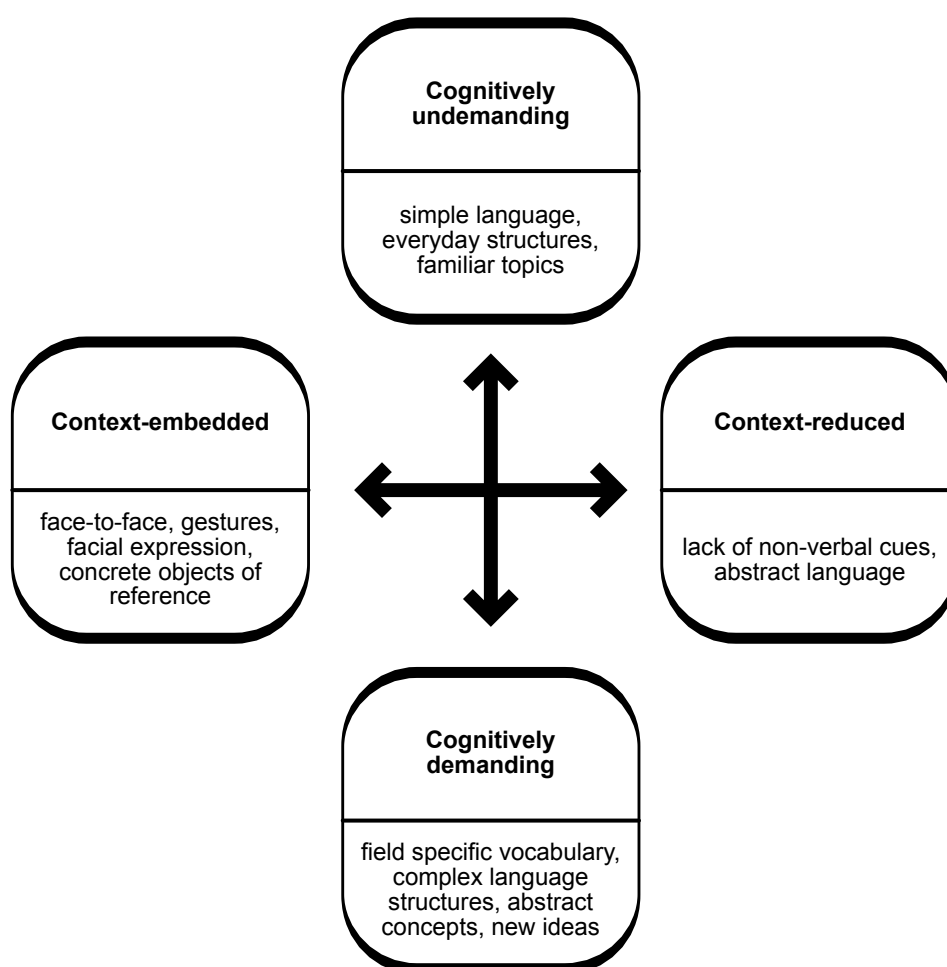 Cognitively
undemanding
simple language,
everyday structures,
familiar topics
Context-embedded
face-to-face, gestures,
facial expression,
concrete objects of
reference
Context-reduced
lack of non-verbal cues,
abstract language
Cognitively
demanding
field specific vocabulary,
complex language
structures, abstract
concepts, new ideas